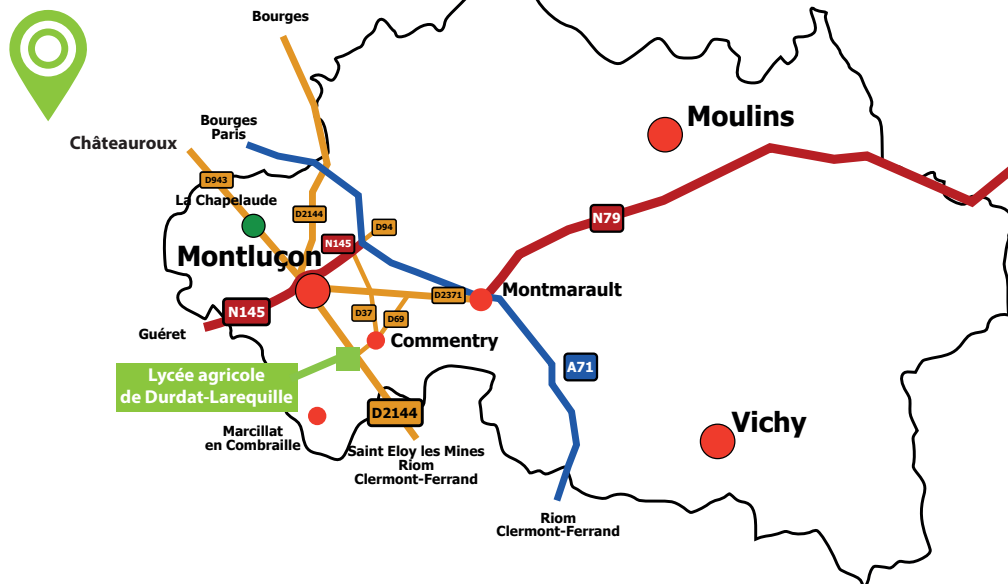 Bourges
Bourges
Paris
Châteauroux
Moulins
D943
La Chapelaude
D2144
D94
N79
N145
Montluçon
Montmarault
D2371
N145
D37
D69
Guéret
Commentry
A71
Lycée agricole
de Durdat-Larequille
D2144
Vichy
Marcillat
en Combraille
Saint Eloy les Mines
Riom
Clermont-Ferrand
Riom
Clermont-Ferrand